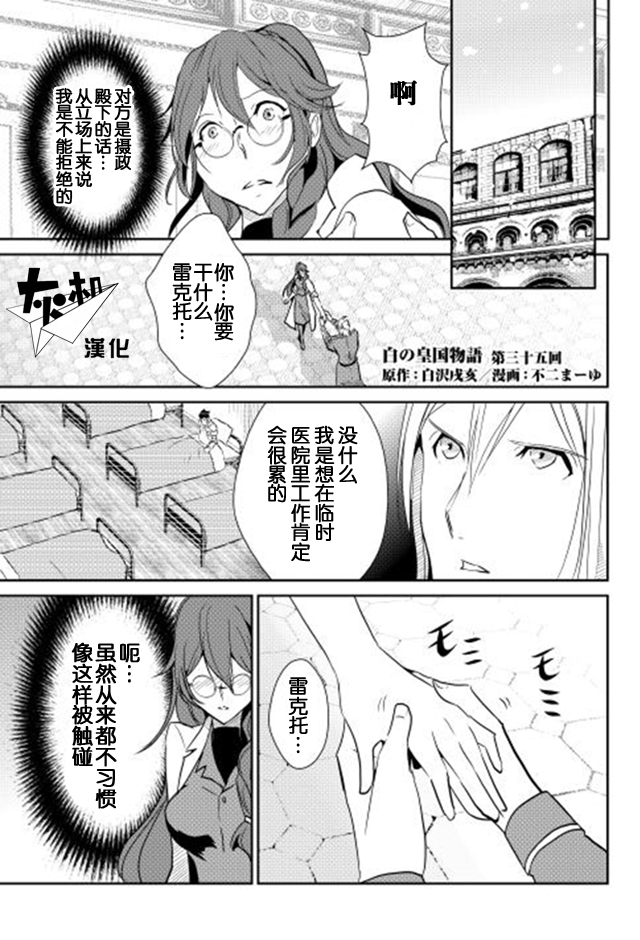 啊
对方是摄政
殿下的话…
从立场上来说
我是不能拒绝的
你…你要
干什么
雷克托…
灰机
漢化
白の皇国物語 第三十五回
原作：白沢戌亥／漫画：不二まーゆ
没什么
我是想在临时
医院里工作肯定
会很累的
モミ
モミ
雷克托…
呃…
虽然从来都不习惯
像这样被触碰